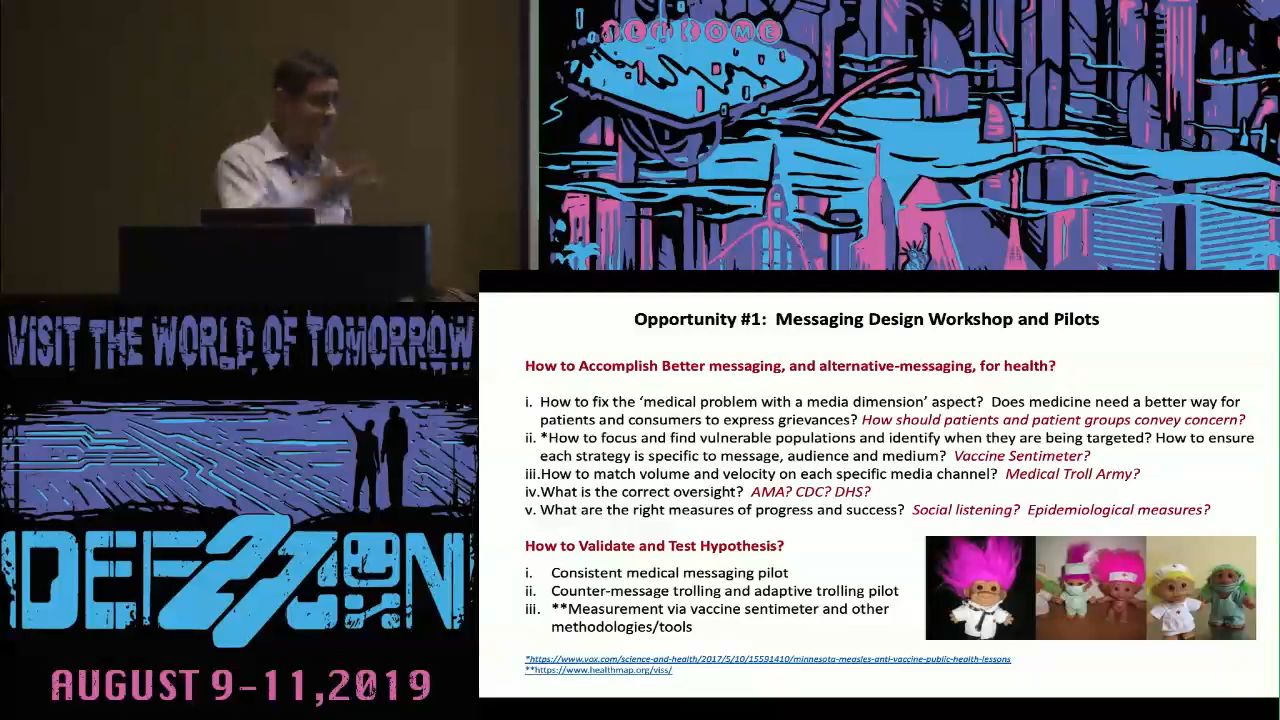 WELCOME
VISIT THE WORLD OF TOMORROW
DEFCON
27
AUGUST 9-11,2019
Opportunity #1: Messaging Design Workshop and Pilots
How to Accomplish Better messaging, and alternative-messaging, for health?
i. How to fix the ‘medical problem with a media dimension’ aspect? Does medicine need a better way for
patients and consumers to express grievances? How should patients and patient groups convey concern?
ii. *How to focus and find vulnerable populations and identify when they are being targeted? How to ensure
each strategy is specific to message, audience and medium? Vaccine Sentimeter?
iii.How to match volume and velocity on each specific media channel? Medical Troll Army?
iv.What is the correct oversight? AMA? CDC? DHS?
v. What are the right measures of progress and success? Social listening? Epidemiological measures?
How to Validate and Test Hypothesis?
i. Consistent medical messaging pilot
ii. Counter-message trolling and adaptive trolling pilot
iii. **Measurement via vaccine sentimeter and other
methodologies/tools
*https://www.vox.com/science-and-health/2017/5/10/15591410/minnesota-measles-anti-vaccine-public-health-lessons
**https://www.healthmap.org/viss/